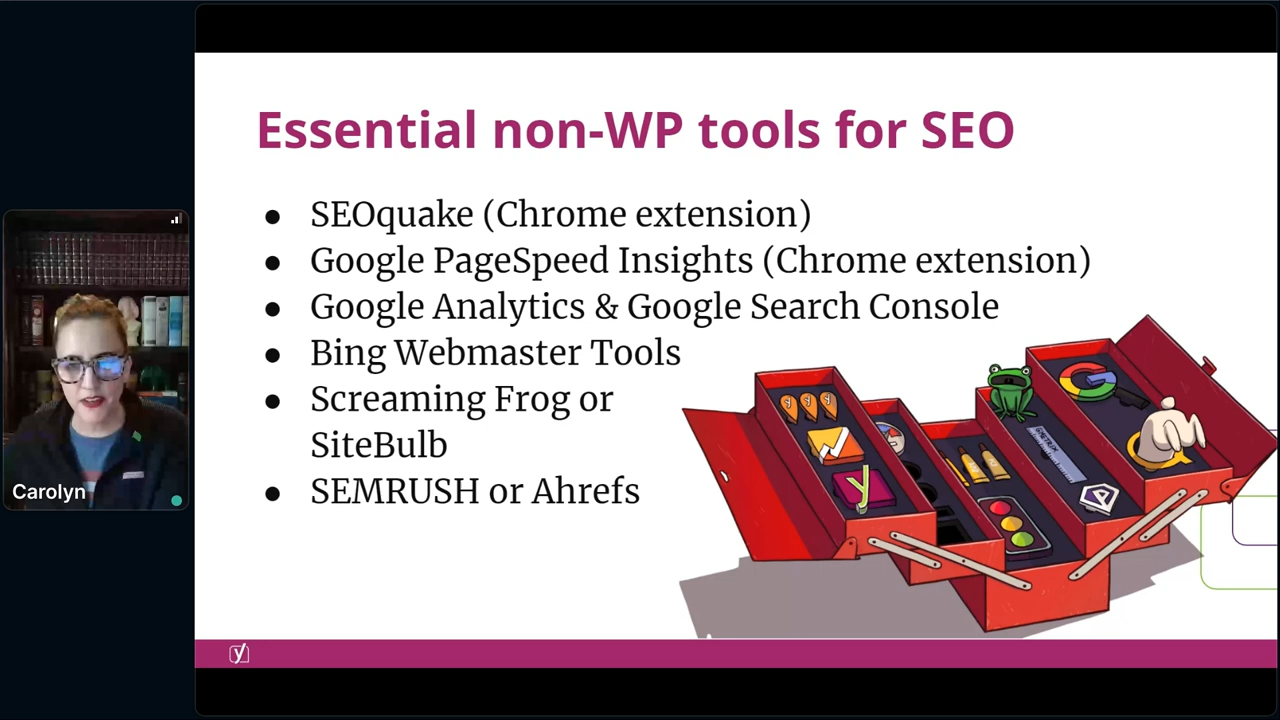 Essential non-WP tools for SEO
● SEOquake (Chrome extension)
● Google PageSpeed Insights (Chrome extension)
● Google Analytics & Google Search Console
● Bing Webmaster Tools
● Screaming Frog or
SiteBulb
● SEMRUSH or Ahrefs
Carolyn